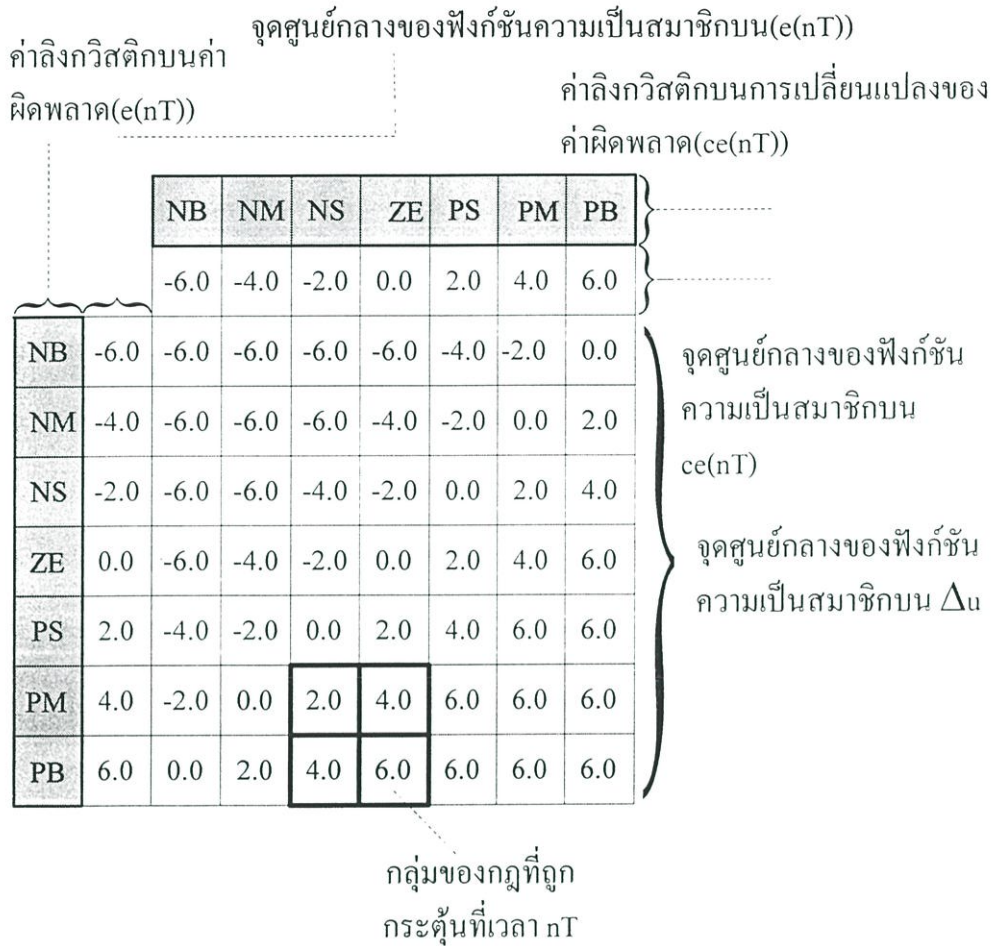 จุดศูนย์กลางของฟังก์ชันความเป็นสมาชิกบน(e(nT))
ค่าลิงกวิสติกบนค่า
ผิดพลาด(e(nT))
ค่าลิงกวิสติกบนการเปลี่ยนแปลงของ
ค่าผิดพลาด(ce(nT))
NB NM NS ZE PS PM PB
-6.0 -4.0 -2.0 0.0 2.0 4.0 6.0
NB -6.0 -6.0 -6.0 -6.0 -6.0 -4.0 -2.0 0.0
NM -4.0 -6.0 -6.0 -6.0 -4.0 -2.0 0.0 2.0
NS -2.0 -6.0 -6.0 -4.0 -2.0 0.0 2.0 4.0
ZE 0.0 -6.0 -4.0 -2.0 0.0 2.0 4.0 6.0
PS 2.0 -4.0 -2.0 0.0 2.0 4.0 6.0 6.0
PM 4.0 -2.0 0.0 2.0 4.0 6.0 6.0 6.0
PB 6.0 0.0 2.0 4.0 6.0 6.0 6.0 6.0
จุดศูนย์กลางของฟังก์ชัน
ความเป็นสมาชิกบน
ce(nT)
จุดศูนย์กลางของฟังก์ชัน
ความเป็นสมาชิกบน Δu
กลุ่มของกฎที่ถูก
กระตุ้นที่เวลา nT